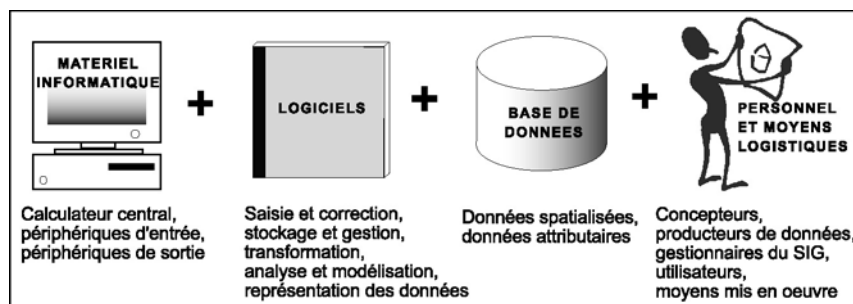 MATERIEL
INFORMATIQUE
+
LOGICIELS
+
BASE DE
DONNEES
+
PERSONNEL
ET MOYENS
LOGISTIQUES
Calculateur central,
périphériques d'entrée,
périphériques de sortie
Saisie et correction,
stockage et gestion,
transformation,
analyse et modélisation,
représentation des données
Données spatialisées,
données attributaires
Concepteurs,
producteurs de données,
gestionnaires du SIG,
utilisateurs,
moyens mis en oeuvre